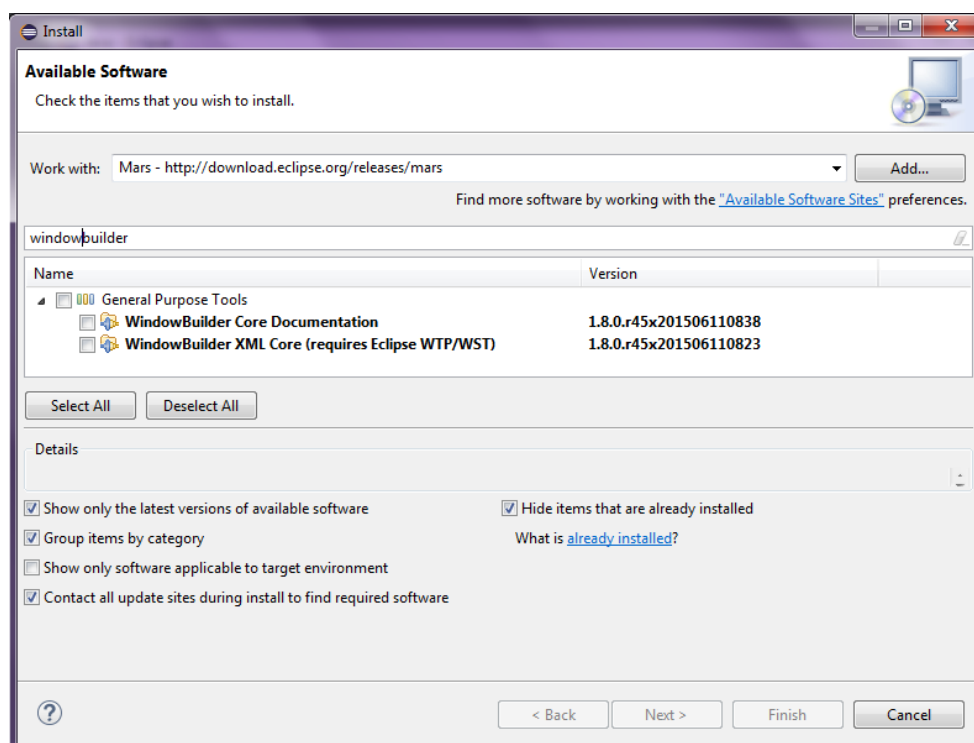 Install
Available Software
Check the items that you wish to install.
Work with: Mars - http://download.eclipse.org/releases/mars Add...
Find more software by working with the "Available Software Sites" preferences.
windowbuilder
Name Version
General Purpose Tools
WindowBuilder Core Documentation 1.8.0.r45x201506110838
WindowBuilder XML Core (requires Eclipse WTP/WST) 1.8.0.r45x201506110823
Select All Deselect All
Details
Show only the latest versions of available software Hide items that are already installed
Group items by category What is already installed?
Show only software applicable to target environment
Contact all update sites during install to find required software
? < Back Next > Finish Cancel